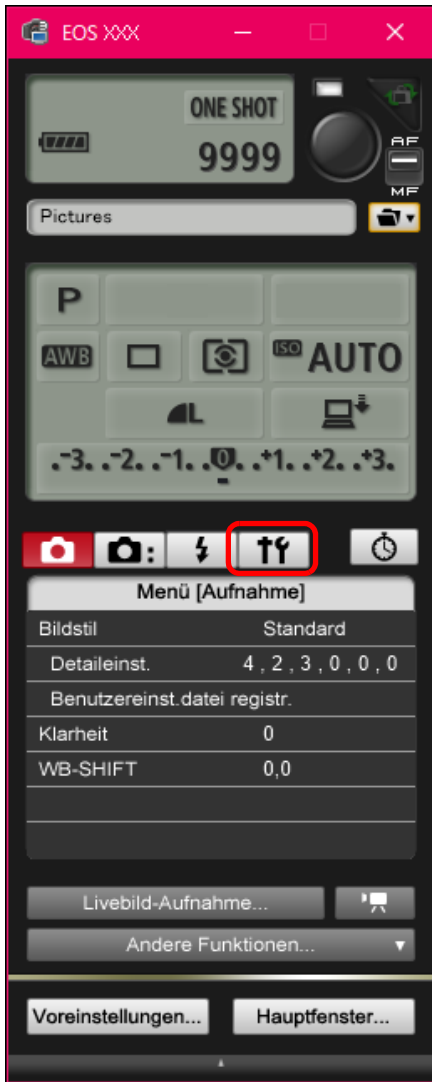 EOS XXX
ONE SHOT
9999
AF
MF
Pictures
P
AWB
ISO AUTO
L
.-3. .-2. .-1. .0. .+1. .+2. .+3.
Menü [Aufnahme]
Bildstil Standard
Detaileinst. 4 , 2 , 3 , 0 , 0 , 0
Benutzereinst.datei registr.
Klarheit 0
WB-SHIFT 0,0
Livebild-Aufnahme...
Andere Funktionen...
Voreinstellungen... Hauptfenster...